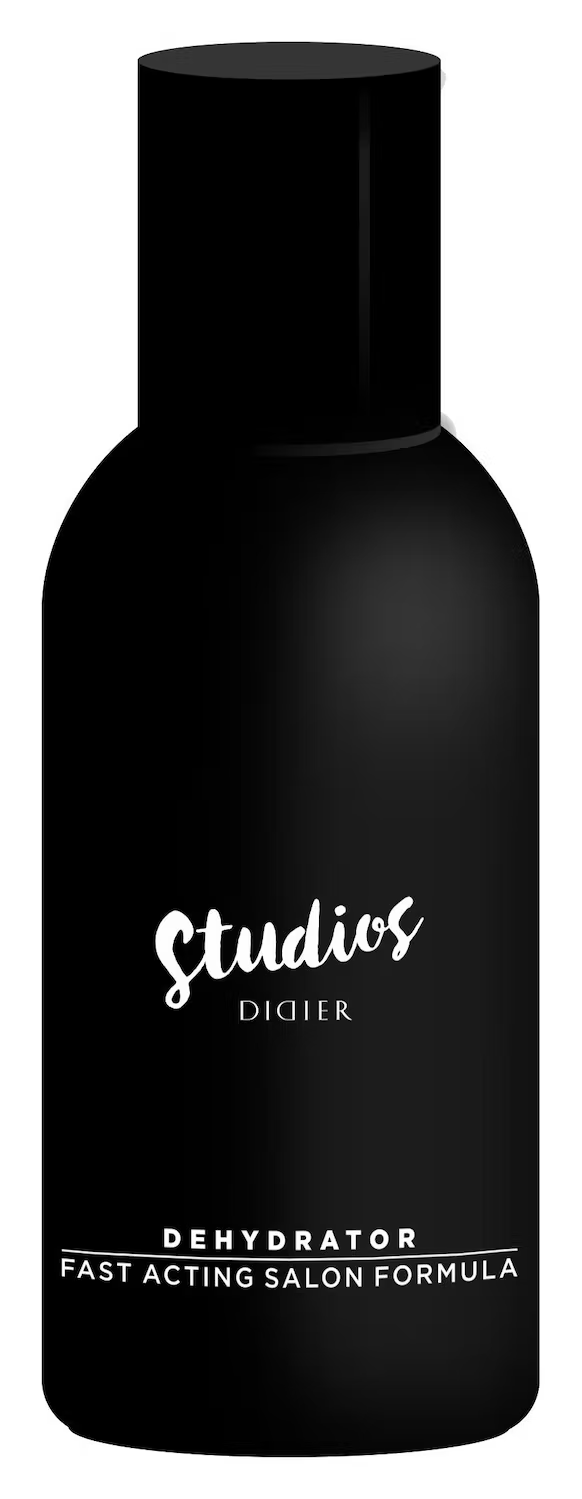 Studios
DIDIER
DEHYDRATOR
FAST ACTING SALON FORMULA